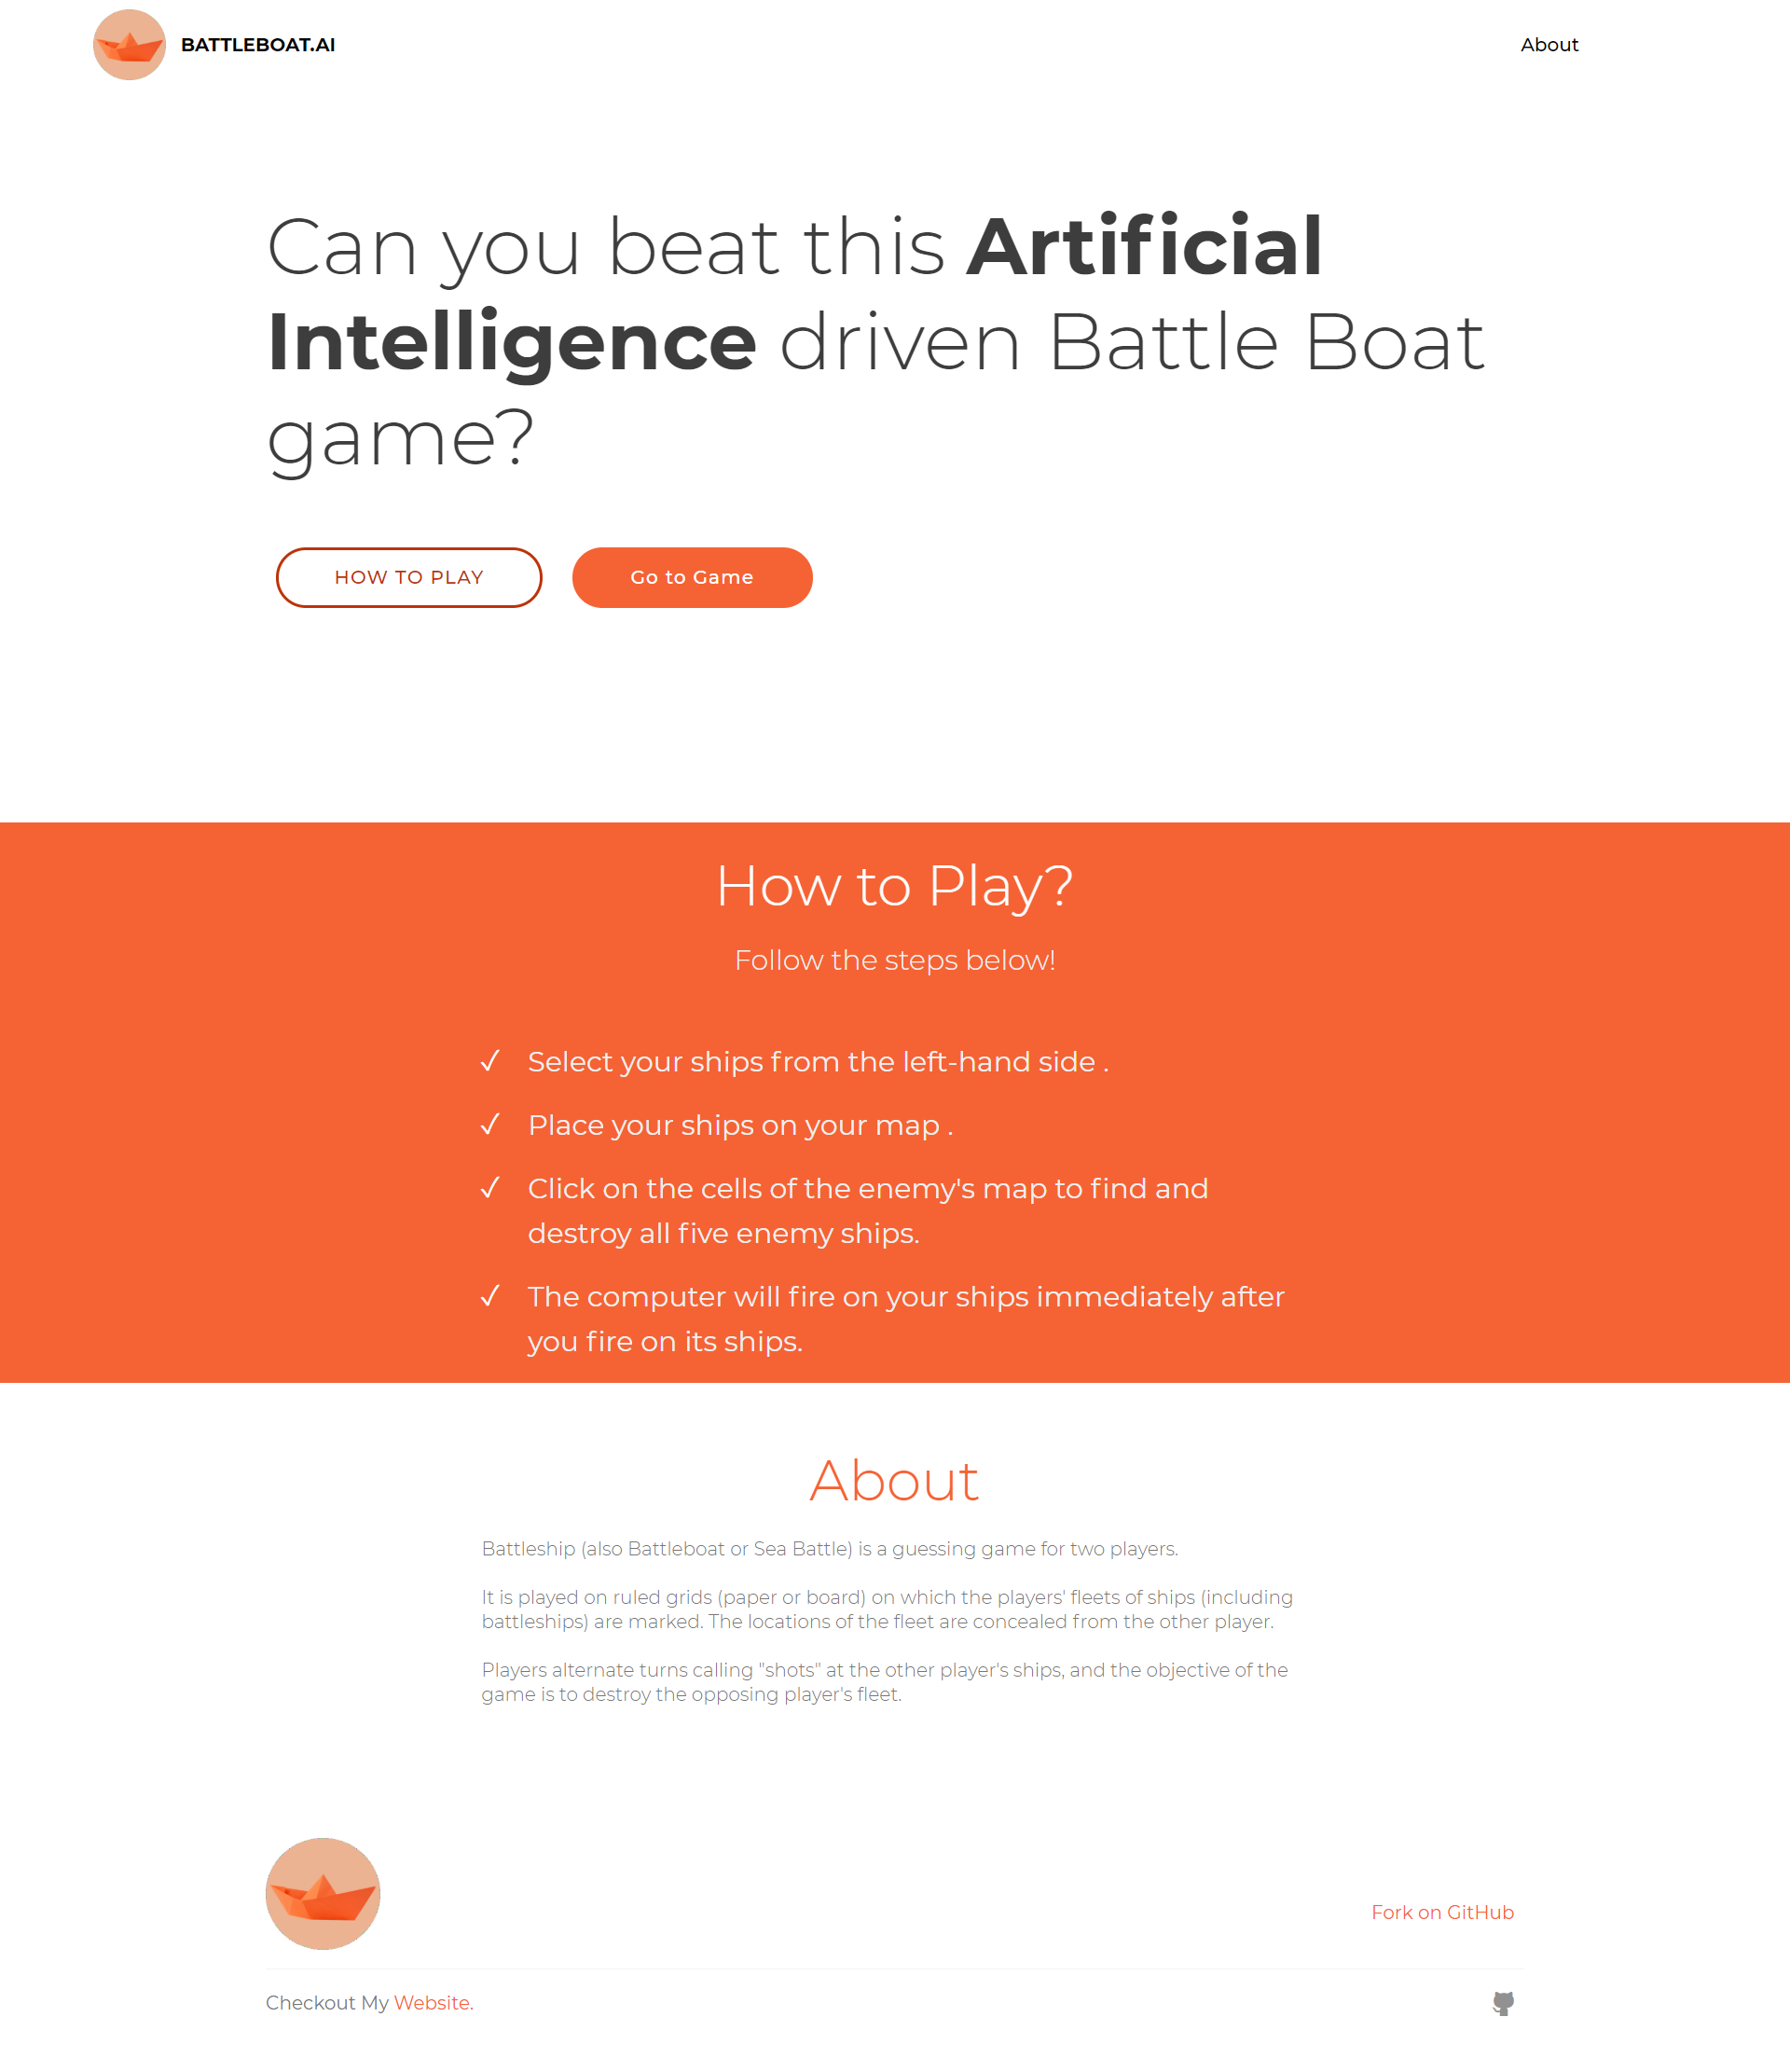 BATTLEBOAT.AI
About
Can you beat this Artificial
Intelligence driven Battle Boat
game?
HOW TO PLAY
Go to Game
How to Play?
Follow the steps below!
✓ Select your ships from the left-hand side .
✓ Place your ships on your map .
✓ Click on the cells of the enemy's map to find and
destroy all five enemy ships.
✓ The computer will fire on your ships immediately after
you fire on its ships.
About
Battleship (also Battleboat or Sea Battle) is a guessing game for two players.
It is played on ruled grids (paper or board) on which the players' fleets of ships (including
battleships) are marked. The locations of the fleet are concealed from the other player.
Players alternate turns calling "shots" at the other player's ships, and the objective of the
game is to destroy the opposing player's fleet.
Fork on GitHub
Checkout My Website.